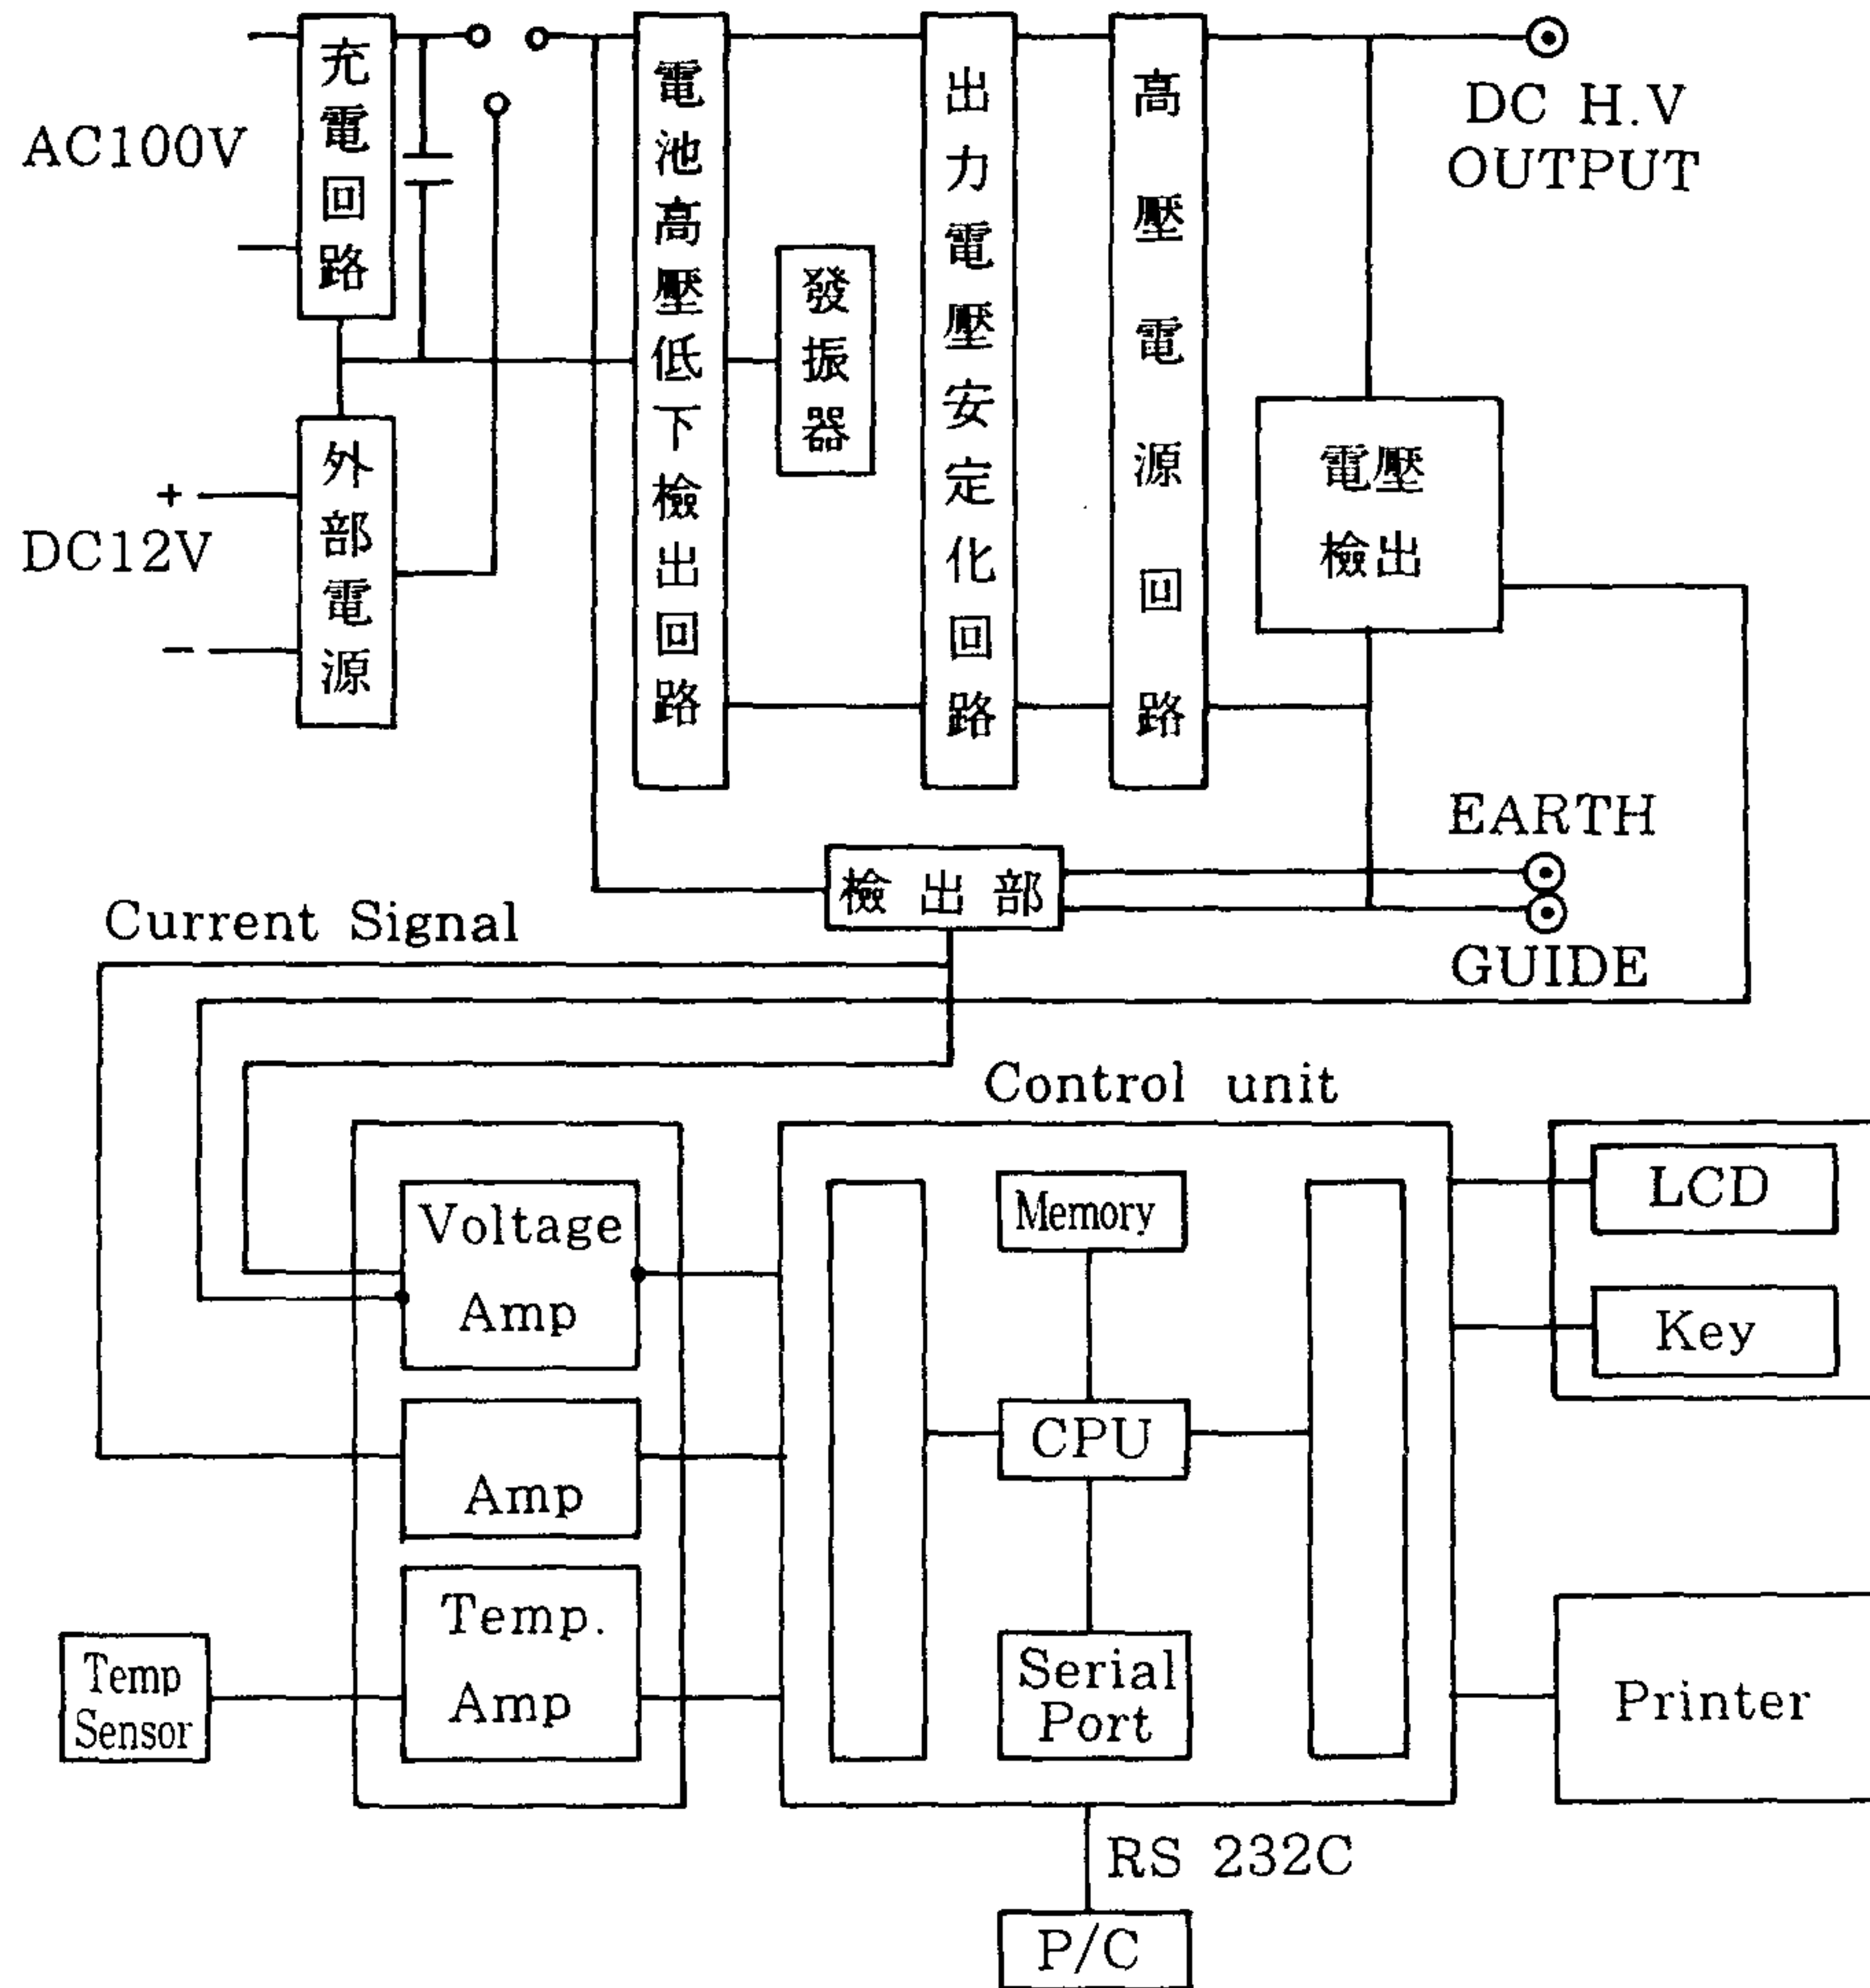 AC100V
充電回路
電池高壓低下檢出回路
發振器
出力電壓安定化回路
高壓電源回路
DC H.V
OUTPUT
+
DC12V
−
外部電源
電壓
檢出
檢出部
EARTH
GUIDE
Current Signal
Control unit
Voltage
Amp
Amp
Temp.
Amp
Temp
Sensor
Memory
CPU
Serial
Port
LCD
Key
Printer
RS 232C
P/C